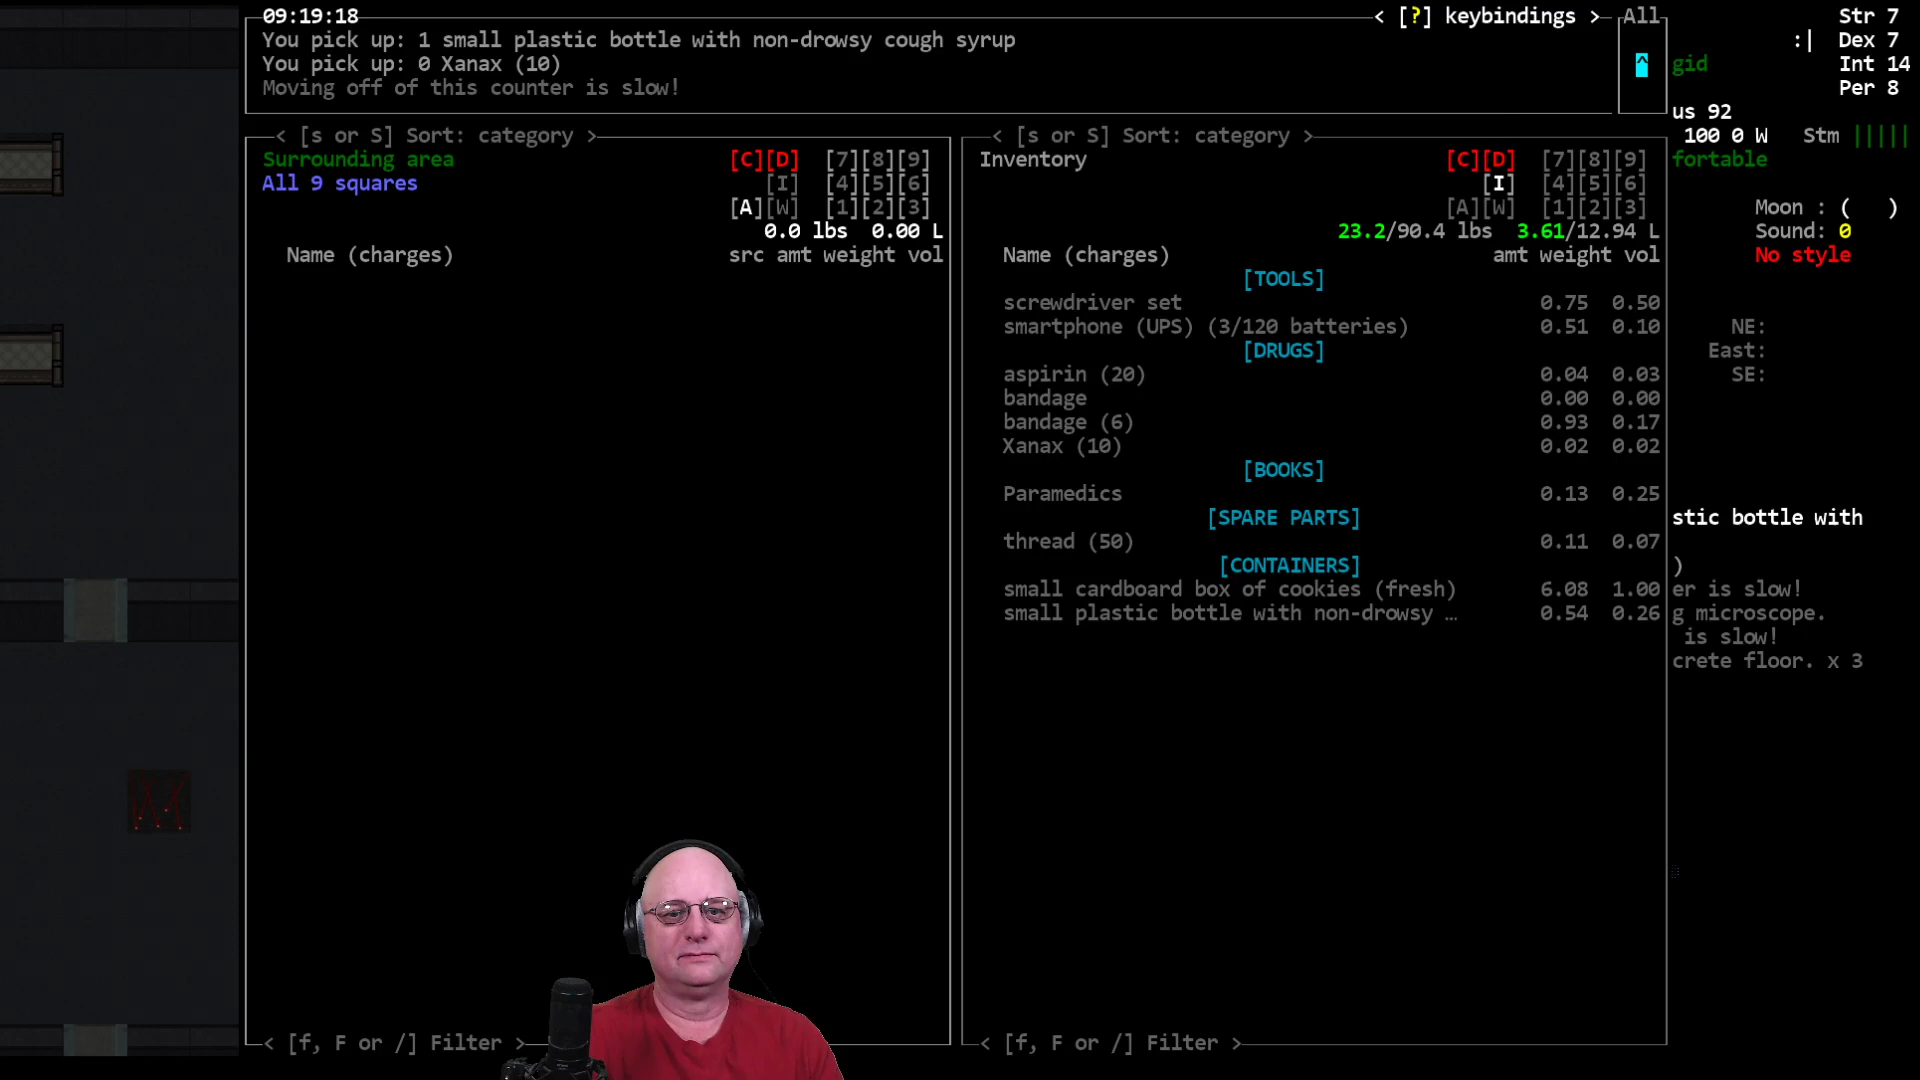 09:19:18 < [?] keybindings > All
You pick up: 1 small plastic bottle with non-drowsy cough syrup
You pick up: 0 Xanax (10)
Moving off of this counter is slow!
^
Str 7
:| Dex 7
gid Int 14
Per 8
us 92
100 0 W Stm |||||
fortable
Moon : ( )
Sound: 0
No style
NE:
East:
SE:
stic bottle with
)
er is slow!
g microscope.
is slow!
crete floor. x 3
< [s or S] Sort: category >
Surrounding area [C][D] [7][8][9]
All 9 squares [I] [4][5][6]
[A][W] [1][2][3]
0.0 lbs 0.00 L
Name (charges) src amt weight vol
< [f, F or /] Filter >
< [s or S] Sort: category >
Inventory [C][D] [7][8][9]
[I] [4][5][6]
[A][W] [1][2][3]
23.2/90.4 lbs 3.61/12.94 L
Name (charges) amt weight vol
[TOOLS]
screwdriver set 0.75 0.50
smartphone (UPS) (3/120 batteries) 0.51 0.10
[DRUGS]
aspirin (20) 0.04 0.03
bandage 0.00 0.00
bandage (6) 0.93 0.17
Xanax (10) 0.02 0.02
[BOOKS]
Paramedics 0.13 0.25
[SPARE PARTS]
thread (50) 0.11 0.07
[CONTAINERS]
small cardboard box of cookies (fresh) 6.08 1.00
small plastic bottle with non-drowsy … 0.54 0.26
< [f, F or /] Filter >